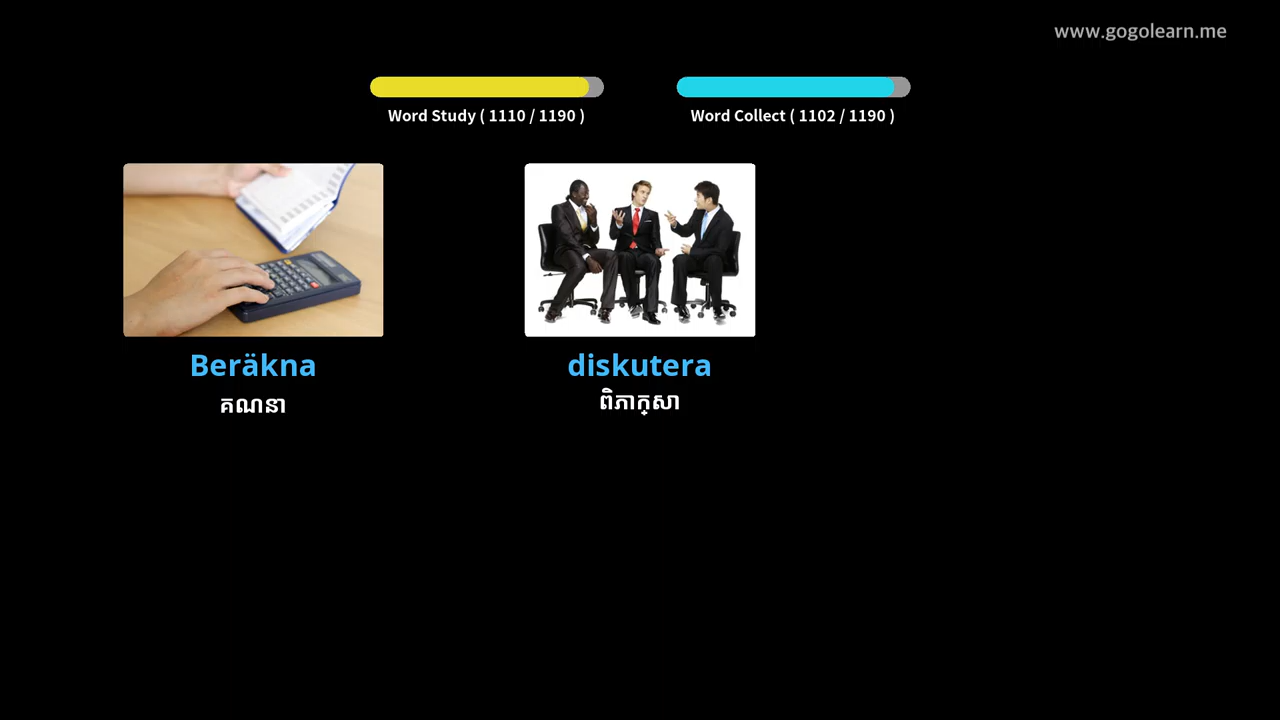 www.gogolearn.me
Word Study ( 1110 / 1190 )
Word Collect ( 1102 / 1190 )
Beräkna
គណនា
diskutera
ពិភាក្សា